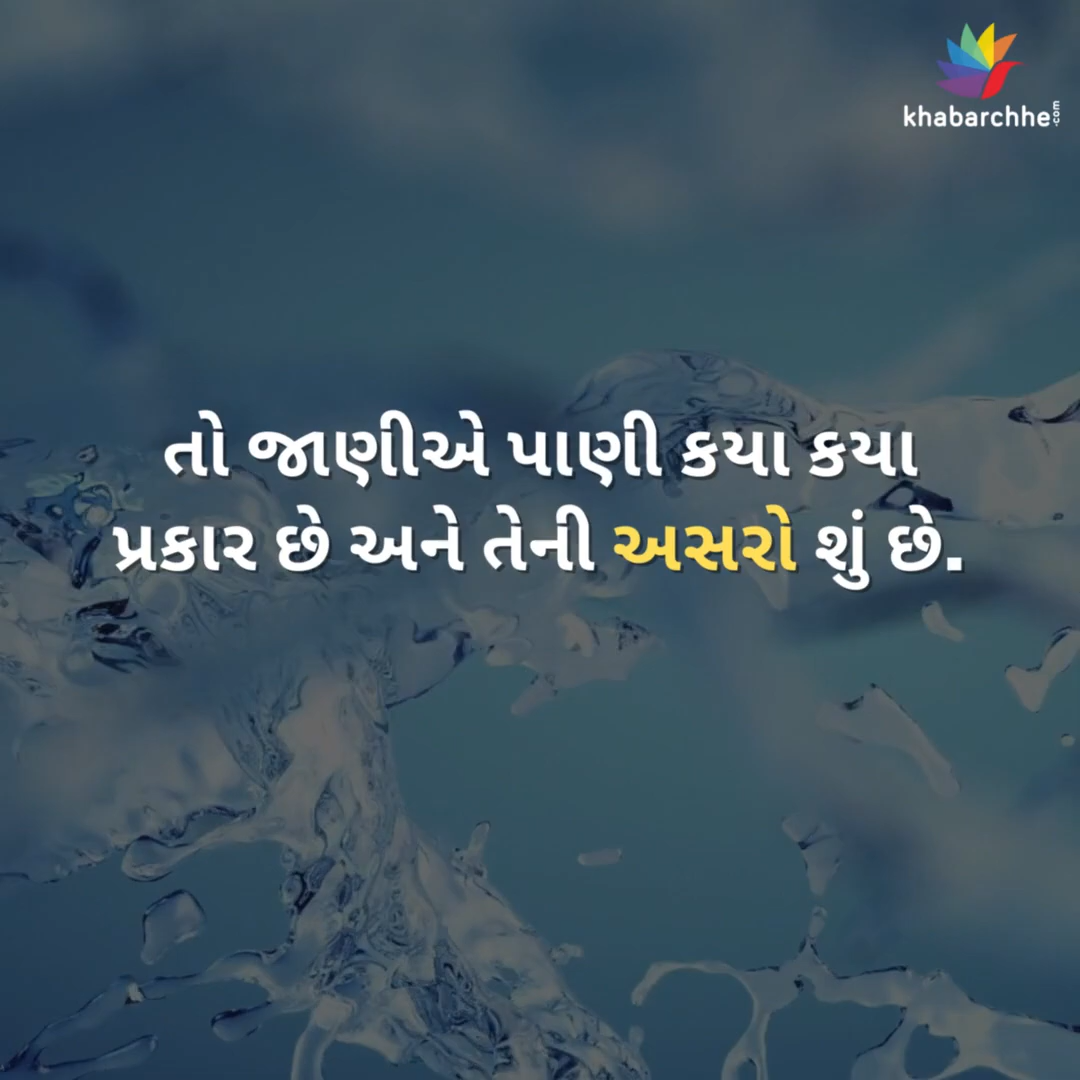 khabarchhe.com
તો જાણીએ પાણી કયા કયા
પ્રકાર છે અને તેની અસરો શું છે.